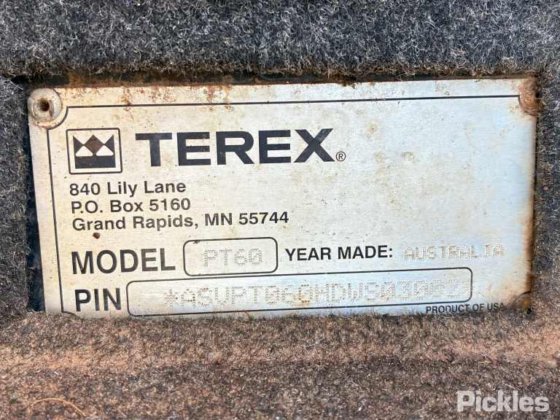 TEREX®
840 Lily Lane
P.O. Box 5160
Grand Rapids, MN 55744
MODEL PT60 YEAR MADE: AUSTRALIA
PIN
PRODUCT OF USA
Pickles